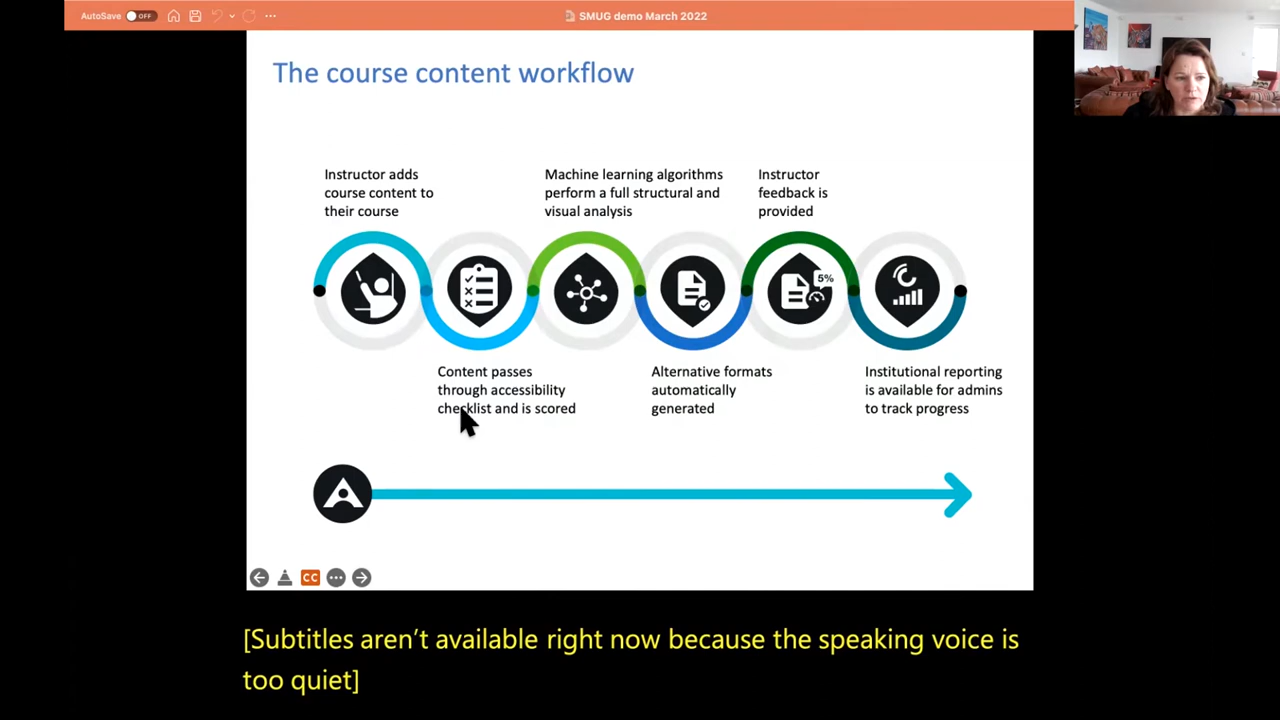 AutoSave OFF
SMUG demo March 2022
The course content workflow
Instructor adds
course content to
their course
Machine learning algorithms
perform a full structural and
visual analysis
Instructor
feedback is
provided
5%
Content passes
through accessibility
checklist and is scored
Alternative formats
automatically
generated
Institutional reporting
is available for admins
to track progress
CC
[Subtitles aren’t available right now because the speaking voice is
too quiet]